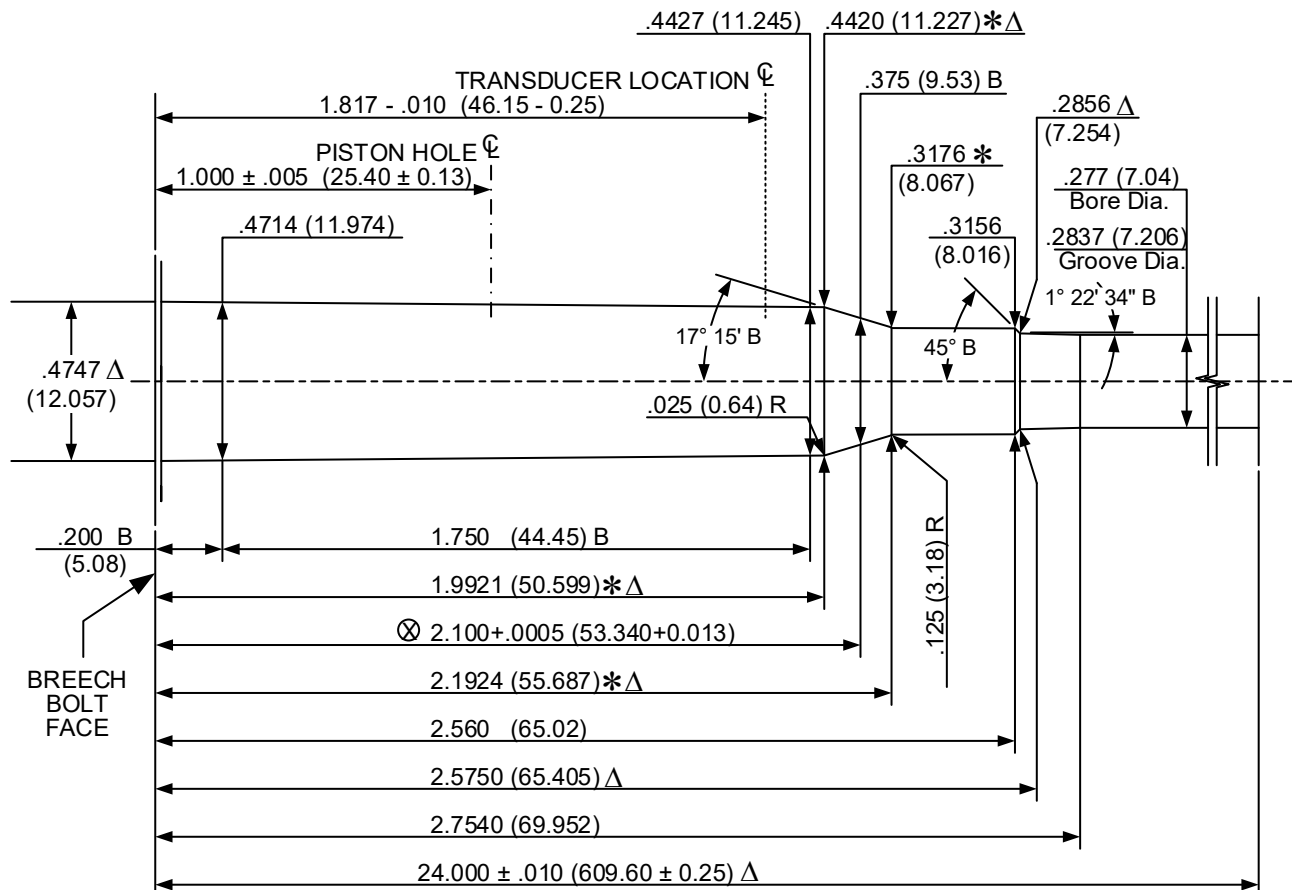 .4427 (11.245)
.4420 (11.227)✻Δ
TRANSDUCER LOCATION ℄
1.817 - .010 (46.15 - 0.25)
.375 (9.53) B
.2856 Δ
(7.254)
PISTON HOLE ℄
1.000 ± .005 (25.40 ± 0.13)
.3176 ✻
(8.067)
.277 (7.04)
Bore Dia.
.4714 (11.974)
.3156
(8.016)
.2837 (7.206)
Groove Dia.
1° 22' 34" B
17° 15' B
45° B
.4747 Δ
(12.057)
.025 (0.64) R
.125 (3.18) R
.200 B
(5.08)
1.750 (44.45) B
1.9921 (50.599)✻Δ
⊗ 2.100+.0005 (53.340+0.013)
BREECH
BOLT
FACE
2.1924 (55.687)✻Δ
2.560 (65.02)
2.5750 (65.405) Δ
2.7540 (69.952)
24.000 ± .010 (609.60 ± 0.25) Δ